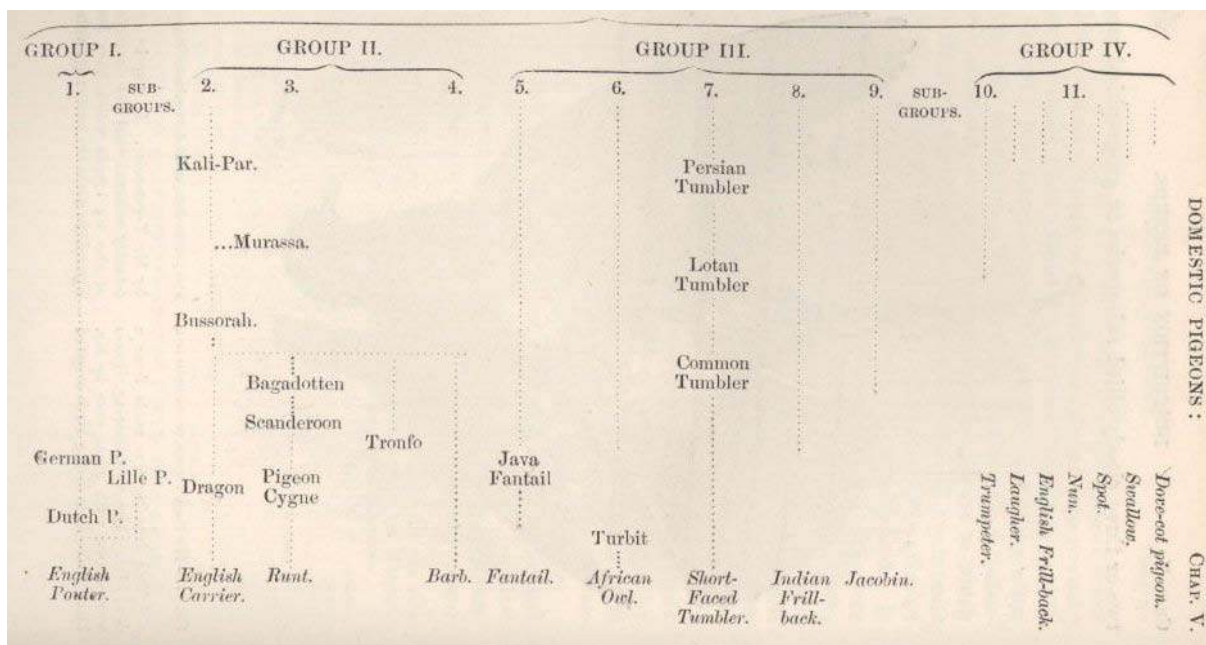 GROUP I.
GROUP II.
GROUP III.
GROUP IV.
1.
SUB-
GROUPS.
2.
3.
4.
5.
6.
7.
8.
9.
SUB-
GROUPS.
10.
11.
Kali-Par.
Persian
Tumbler
...Murassa.
Lotan
Tumbler
Bussorah.
Common
Tumbler
Bagadotten
Scanderoon
Tronfo
German P.
Lille P.
Dragon
Pigeon
Cygne
Java
Fantail
Dutch P.
Turbit
English
Pouter.
English
Carrier.
Runt.
Barb.
Fantail.
African
Owl.
Short-
Faced
Tumbler.
Indian
Frill-
back.
Jacobin.
Trumpeter.
Laugher.
English Frill-back.
Nun.
Spot.
Swallow.
Dove-cot pigeon.
DOMESTIC PIGEONS:
CHAP. V.